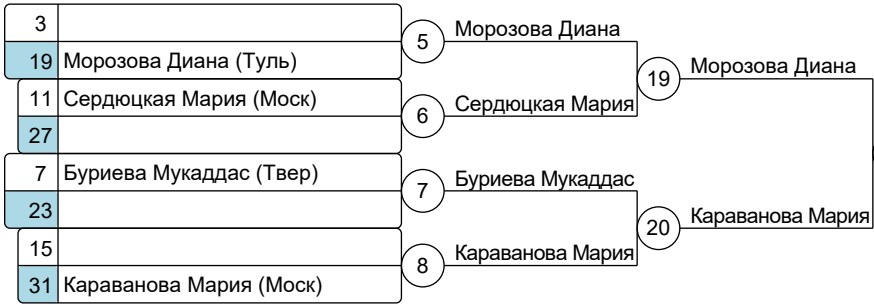 3
19 Морозова Диана (Туль)
11 Сердюцкая Мария (Моск)
27
7 Буриева Мукаддас (Твер)
23
15
31 Караванова Мария (Моск)
5 Морозова Диана
6 Сердюцкая Мария
7 Буриева Мукаддас
8 Караванова Мария
19 Морозова Диана
20 Караванова Мария